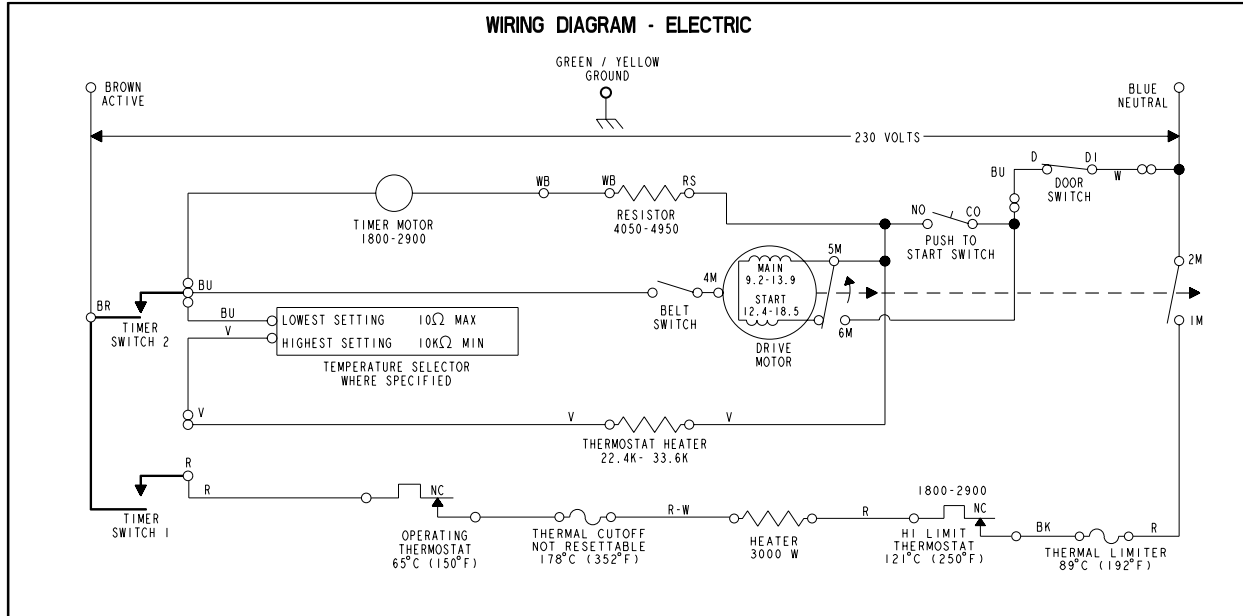 WIRING DIAGRAM - ELECTRIC
GREEN / YELLOW
GROUND
BROWN
ACTIVE
BLUE
NEUTRAL
230 VOLTS
D
D1
BU
W
DOOR
SWITCH
WB
WB
RS
TIMER MOTOR
1800-2900
RESISTOR
4050-4950
NO
CO
PUSH TO
START SWITCH
5M
2M
4M
MAIN
9.2-13.9
BU
BR
START
12.4-18.5
BELT
SWITCH
6M
1M
TIMER
SWITCH 2
BU
V
LOWEST SETTING 10Ω MAX
HIGHEST SETTING 10KΩ MIN
DRIVE
MOTOR
TEMPERATURE SELECTOR
WHERE SPECIFIED
V
V
V
THERMOSTAT HEATER
22.4K- 33.6K
R
R
NC
1800-2900
NC
TIMER
SWITCH 1
R-W
R
BK
R
OPERATING
THERMOSTAT
65°C (150°F)
THERMAL CUTOFF
NOT RESETTABLE
178°C (352°F)
HEATER
3000 W
HI LIMIT
THERMOSTAT
121°C (250°F)
THERMAL LIMITER
89°C (192°F)